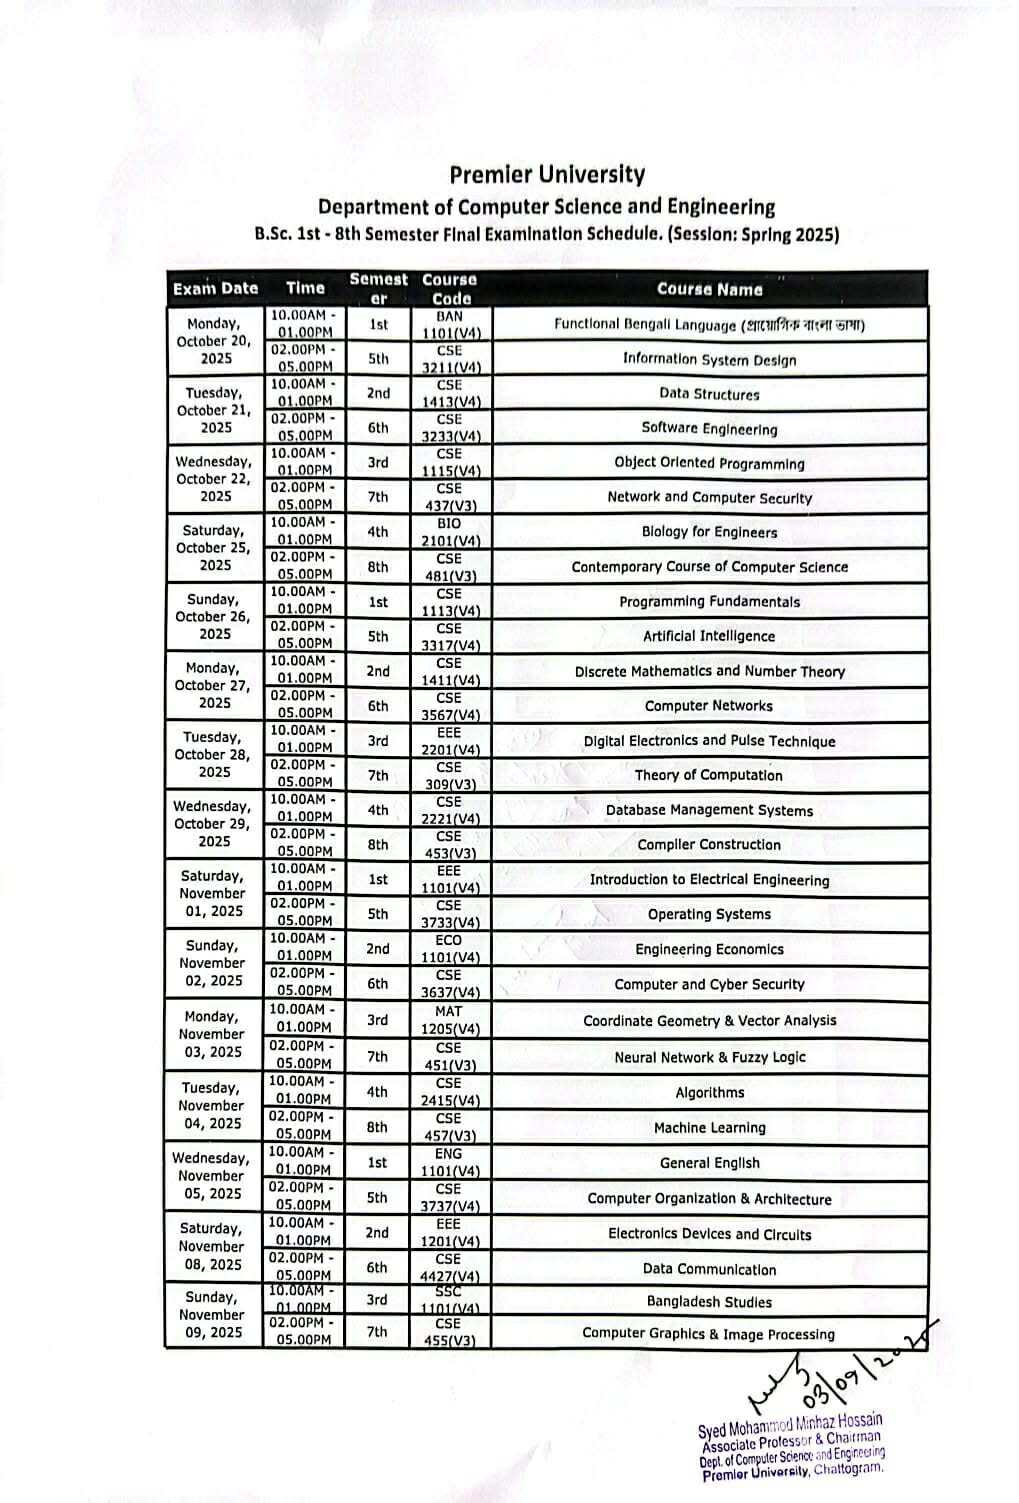 Premier University
Department of Computer Science and Engineering
B.Sc. 1st - 8th Semester Final Examination Schedule. (Session: Spring 2025)
Exam Date Time Semester Course Code Course Name
Monday, October 20, 2025 10.00AM - 01.00PM 1st BAN 1101(V4) Functional Bengali Language (প্রায়োগিক বাংলা ভাষা)
02.00PM - 05.00PM 5th CSE 3211(V4) Information System Design
Tuesday, October 21, 2025 10.00AM - 01.00PM 2nd CSE 1413(V4) Data Structures
02.00PM - 05.00PM 6th CSE 3233(V4) Software Engineering
Wednesday, October 22, 2025 10.00AM - 01.00PM 3rd CSE 1115(V4) Object Oriented Programming
02.00PM - 05.00PM 7th CSE 437(V3) Network and Computer Security
Saturday, October 25, 2025 10.00AM - 01.00PM 4th BIO 2101(V4) Biology for Engineers
02.00PM - 05.00PM 8th CSE 481(V3) Contemporary Course of Computer Science
Sunday, October 26, 2025 10.00AM - 01.00PM 1st CSE 1113(V4) Programming Fundamentals
02.00PM - 05.00PM 5th CSE 3317(V4) Artificial Intelligence
Monday, October 27, 2025 10.00AM - 01.00PM 2nd CSE 1411(V4) Discrete Mathematics and Number Theory
02.00PM - 05.00PM 6th CSE 3567(V4) Computer Networks
Tuesday, October 28, 2025 10.00AM - 01.00PM 3rd EEE 2201(V4) Digital Electronics and Pulse Technique
02.00PM - 05.00PM 7th CSE 309(V3) Theory of Computation
Wednesday, October 29, 2025 10.00AM - 01.00PM 4th CSE 2221(V4) Database Management Systems
02.00PM - 05.00PM 8th CSE 453(V3) Compiler Construction
Saturday, November 01, 2025 10.00AM - 01.00PM 1st EEE 1101(V4) Introduction to Electrical Engineering
02.00PM - 05.00PM 5th CSE 3733(V4) Operating Systems
Sunday, November 02, 2025 10.00AM - 01.00PM 2nd ECO 1101(V4) Engineering Economics
02.00PM - 05.00PM 6th CSE 3637(V4) Computer and Cyber Security
Monday, November 03, 2025 10.00AM - 01.00PM 3rd MAT 1205(V4) Coordinate Geometry & Vector Analysis
02.00PM - 05.00PM 7th CSE 451(V3) Neural Network & Fuzzy Logic
Tuesday, November 04, 2025 10.00AM - 01.00PM 4th CSE 2415(V4) Algorithms
02.00PM - 05.00PM 8th CSE 457(V3) Machine Learning
Wednesday, November 05, 2025 10.00AM - 01.00PM 1st ENG 1101(V4) General English
02.00PM - 05.00PM 5th CSE 3737(V4) Computer Organization & Architecture
Saturday, November 08, 2025 10.00AM - 01.00PM 2nd EEE 1201(V4) Electronics Devices and Circuits
02.00PM - 05.00PM 6th CSE 4427(V4) Data Communication
Sunday, November 09, 2025 10.00AM - 01.00PM 3rd SSC 1101(V4) Bangladesh Studies
02.00PM - 05.00PM 7th CSE 455(V3) Computer Graphics & Image Processing
03/09/2025
Syed Mohammod Minhaz Hossain
Associate Professor & Chairman
Dept. of Computer Science and Engineering
Premier University, Chattogram.